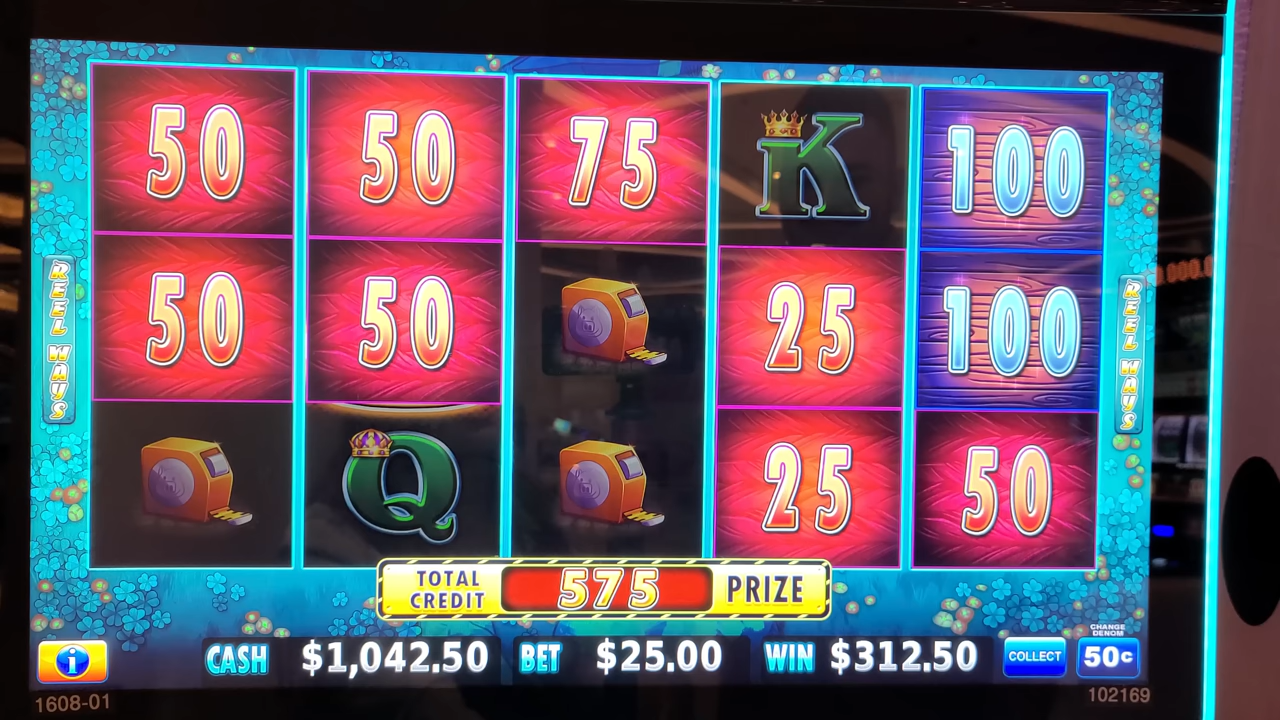 50 50 75 K 100
50 50 25 100
Q 25 50
REEL WAYS
REEL WAYS
TOTAL CREDIT 575 PRIZE
CHANGE DENOM
CASH $1,042.50 BET $25.00 WIN $312.50 COLLECT 50¢
1608-01 102169